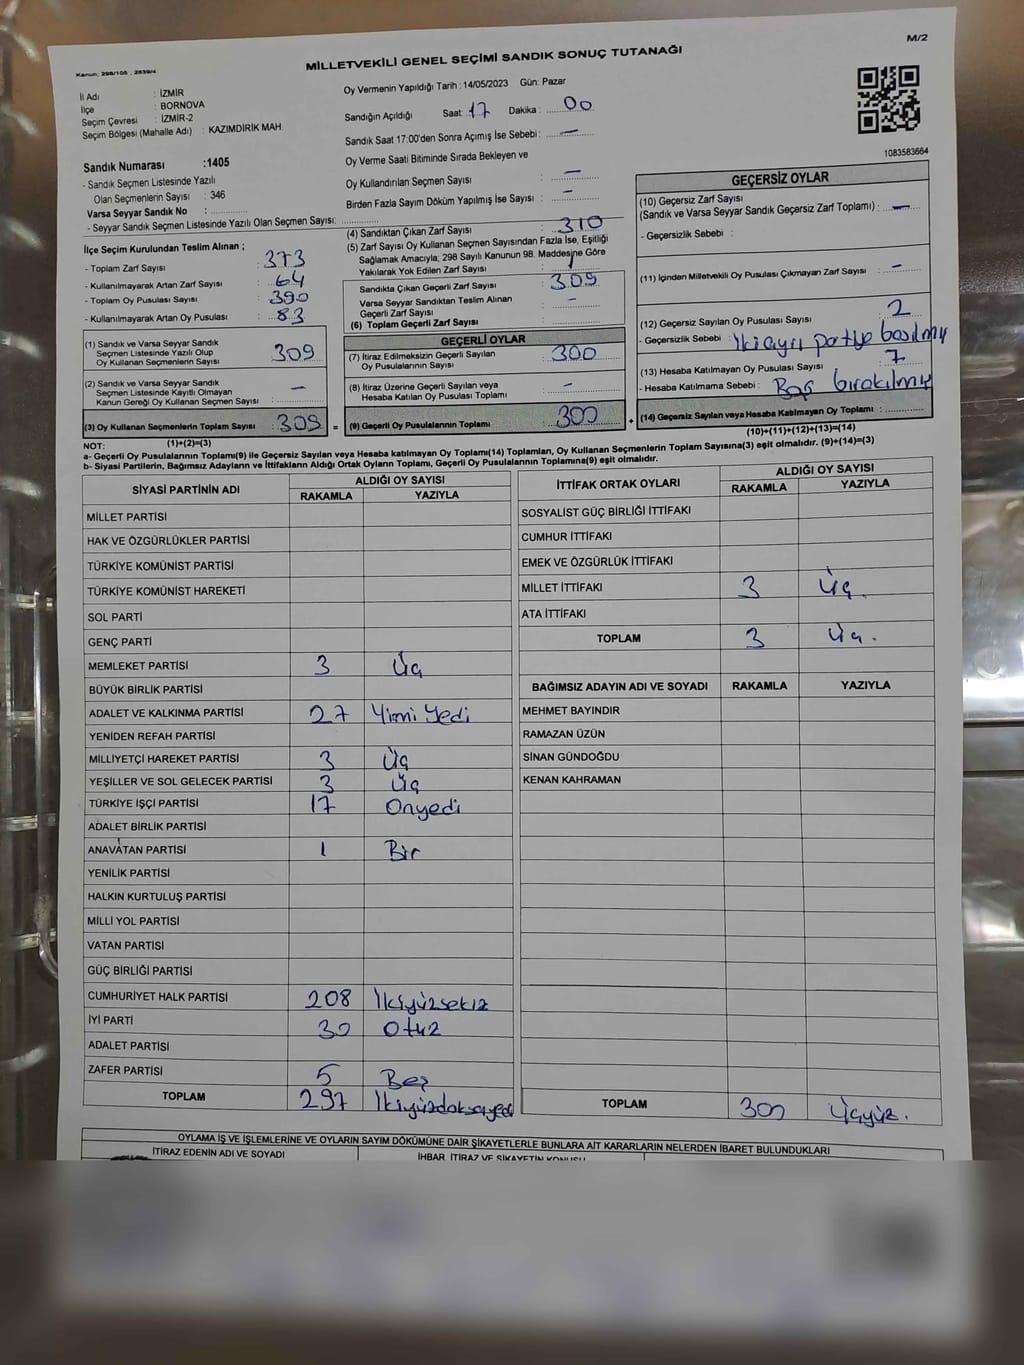 M/2
Kanun: 298/105 , 2839/4
MİLLETVEKİLİ GENEL SEÇİMİ SANDIK SONUÇ TUTANAĞI
İl Adı : İZMİR
İlçe : BORNOVA
Seçim Çevresi : İZMİR-2
Seçim Bölgesi (Mahalle Adı) : KAZIMDİRİK MAH.
Sandık Numarası :1405
- Sandık Seçmen Listesinde Yazılı
Olan Seçmenlerin Sayısı : 346
Varsa Seyyar Sandık No :
- Seyyar Sandık Seçmen Listesinde Yazılı Olan Seçmen Sayısı:
İlçe Seçim Kurulundan Teslim Alınan ;
- Toplam Zarf Sayısı : 373
- Kullanılmayarak Artan Zarf Sayısı : 64
- Toplam Oy Pusulası Sayısı : 390
- Kullanılmayarak Artan Oy Pusulası : 83
(1) Sandık ve Varsa Seyyar Sandık
Seçmen Listesinde Yazılı Olup
Oy Kullanan Seçmenlerin Sayısı : 309
(2) Sandık ve Varsa Seyyar Sandık
Seçmen Listesinde Kayıtlı Olmayan
Kanun Gereği Oy Kullanan Seçmen Sayısı : –
(3) Oy Kullanan Seçmenlerin Toplam Sayısı : 309
(1)+(2)=(3)
Oy Vermenin Yapıldığı Tarih : 14/05/2023 Gün: Pazar
Sandığın Açıldığı Saat: 17 Dakika : 00
Sandık Saat 17:00'den Sonra Açımış İse Sebebi : –
Oy Verme Saati Bitiminde Sırada Bekleyen ve
Oy Kullandırılan Seçmen Sayısı : –
Birden Fazla Sayım Döküm Yapılmış İse Sayısı : –
(4) Sandıktan Çıkan Zarf Sayısı : 310
(5) Zarf Sayısı Oy Kullanan Seçmen Sayısından Fazla İse, Eşitliği
Sağlamak Amacıyla; 298 Sayılı Kanunun 98. Maddesine Göre
Yakılarak Yok Edilen Zarf Sayısı : 1
Sandıkta Çıkan Geçerli Zarf Sayısı : 309
Varsa Seyyar Sandıktan Teslim Alınan
Geçerli Zarf Sayısı : –
(6) Toplam Geçerli Zarf Sayısı :
GEÇERLİ OYLAR
(7) İtiraz Edilmeksizin Geçerli Sayılan
Oy Pusulalarının Sayısı : 300
(8) İtiraz Üzerine Geçerli Sayılan veya
Hesaba Katılan Oy Pusulası Toplamı : –
= (9) Geçerli Oy Pusulalarının Toplamı : 300 +
1083583664
GEÇERSİZ OYLAR
(10) Geçersiz Zarf Sayısı
(Sandık ve Varsa Seyyar Sandık Geçersiz Zarf Toplamı) : –
- Geçersizlik Sebebi :
(11) İçinden Milletvekili Oy Pusulası Çıkmayan Zarf Sayısı : –
(12) Geçersiz Sayılan Oy Pusulası Sayısı : 2
- Geçersizlik Sebebi : İki ayrı partiye basılmış
(13) Hesaba Katılmayan Oy Pusulası Sayısı : 7
- Hesaba Katılmama Sebebi : Boş bırakılmış
(14) Geçersiz Sayılan veya Hesaba Katılmayan Oy Toplamı :
(10)+(11)+(12)+(13)=(14)
NOT:
a- Geçerli Oy Pusulalarının Toplamı(9) ile Geçersiz Sayılan veya Hesaba katılmayan Oy Toplamı(14) Toplamları, Oy Kullanan Seçmenlerin Toplam Sayısına(3) eşit olmalıdır. (9)+(14)=(3)
b- Siyasi Partilerin, Bağımsız Adayların ve İttifakların Aldığı Ortak Oyların Toplamı, Geçerli Oy Pusulalarının Toplamına(9) eşit olmalıdır.
SİYASİ PARTİNİN ADI
ALDIĞI OY SAYISI
RAKAMLA YAZIYLA
MİLLET PARTİSİ
HAK VE ÖZGÜRLÜKLER PARTİSİ
TÜRKİYE KOMÜNİST PARTİSİ
TÜRKİYE KOMÜNİST HAREKETİ
SOL PARTİ
GENÇ PARTİ
MEMLEKET PARTİSİ 3 Üç
BÜYÜK BİRLİK PARTİSİ
ADALET VE KALKINMA PARTİSİ 27 Yirmi Yedi
YENİDEN REFAH PARTİSİ
MİLLİYETÇİ HAREKET PARTİSİ 3 Üç
YEŞİLLER VE SOL GELECEK PARTİSİ 3 Üç
TÜRKİYE İŞÇİ PARTİSİ 17 Onyedi
ADALET BİRLİK PARTİSİ
ANAVATAN PARTİSİ 1 Bir
YENİLİK PARTİSİ
HALKIN KURTULUŞ PARTİSİ
MİLLİ YOL PARTİSİ
VATAN PARTİSİ
GÜÇ BİRLİĞİ PARTİSİ
CUMHURİYET HALK PARTİSİ 208 İkiyüzsekiz
İYİ PARTİ 30 Otuz
ADALET PARTİSİ
ZAFER PARTİSİ 5 Beş
TOPLAM 297 İkiyüzdoksanyedi
İTTİFAK ORTAK OYLARI
ALDIĞI OY SAYISI
RAKAMLA YAZIYLA
SOSYALİST GÜÇ BİRLİĞİ İTTİFAKI
CUMHUR İTTİFAKI
EMEK VE ÖZGÜRLÜK İTTİFAKI
MİLLET İTTİFAKI 3 Üç.
ATA İTTİFAKI
TOPLAM 3 Üç.
BAĞIMSIZ ADAYIN ADI VE SOYADI RAKAMLA YAZIYLA
MEHMET BAYINDIR
RAMAZAN ÜZÜN
SİNAN GÜNDOĞDU
KENAN KAHRAMAN
TOPLAM 300 Üçyüz.
OYLAMA İŞ VE İŞLEMLERİNE VE OYLARIN SAYIM DÖKÜMÜNE DAİR ŞİKAYETLERLE BUNLARA AİT KARARLARIN NELERDEN İBARET BULUNDUKLARI
İTİRAZ EDENİN ADI VE SOYADI
İHBAR, İTİRAZ VE ŞİKAYETİN KONUSU